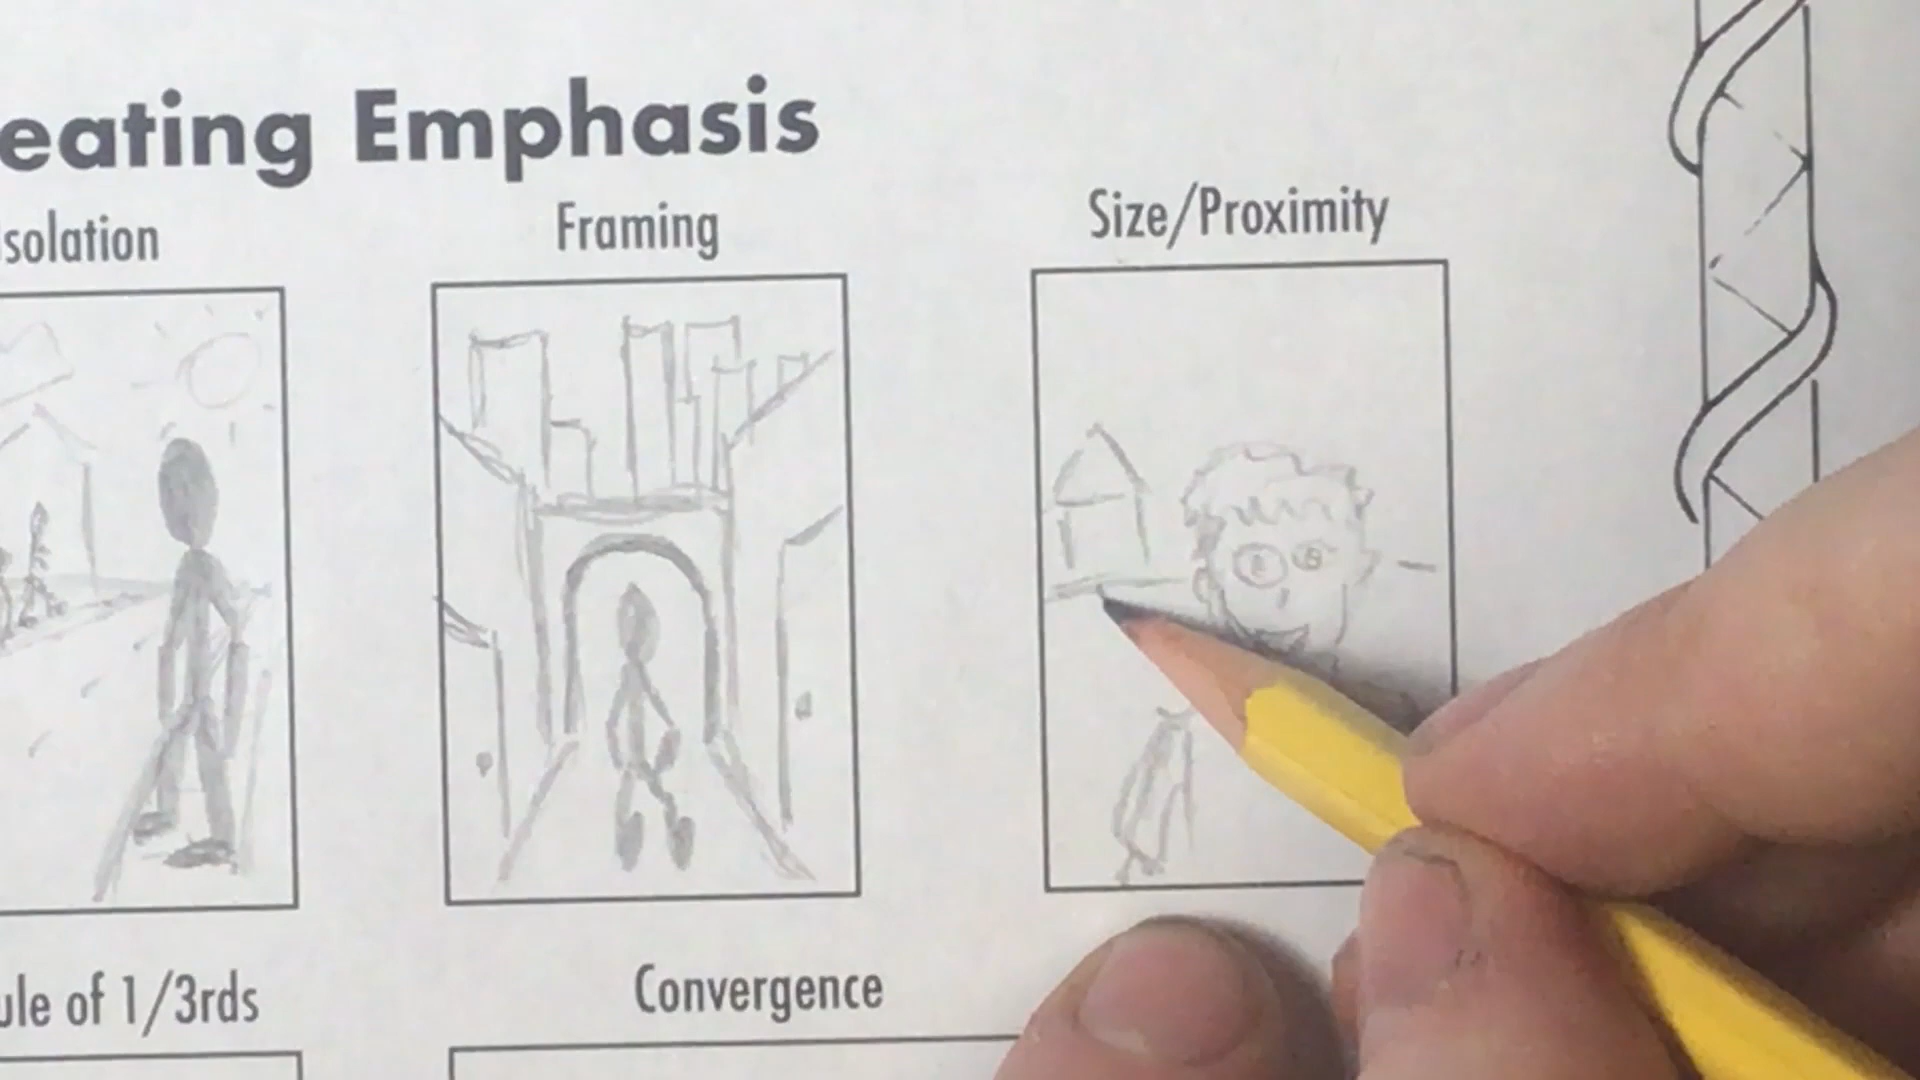 eating Emphasis
solation
Framing
Size/Proximity
ule of 1/3rds
Convergence